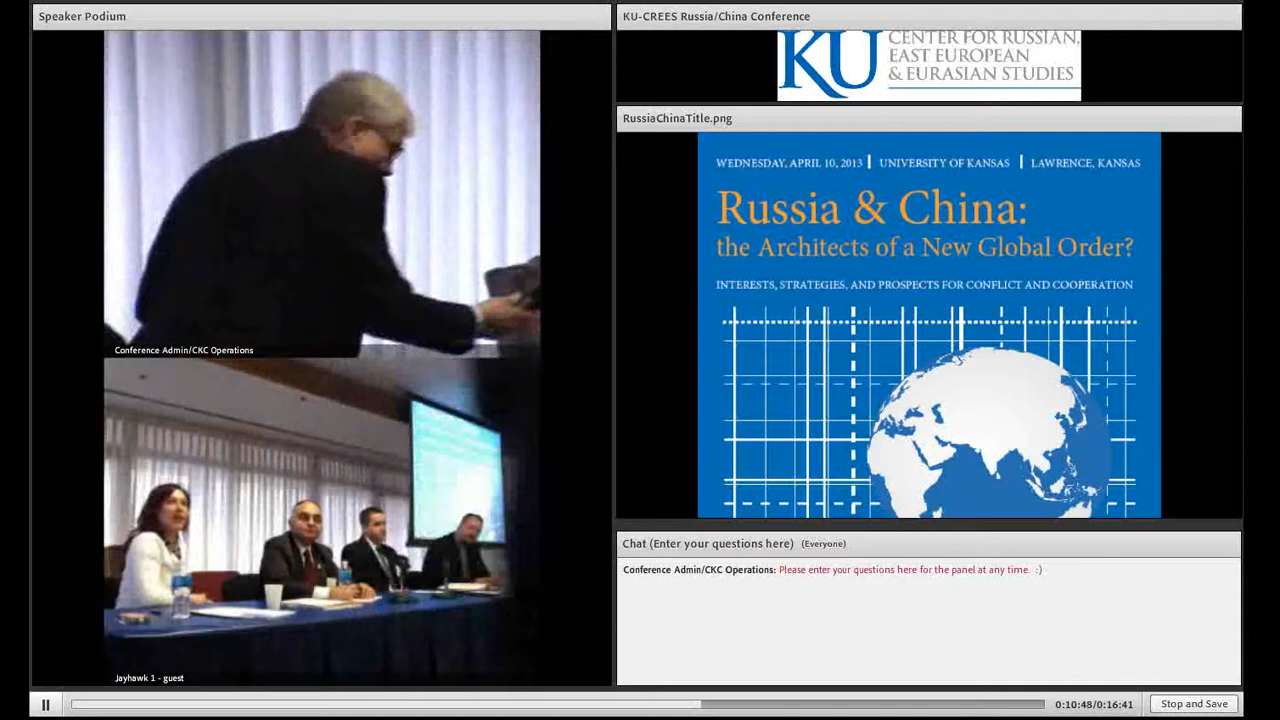 Speaker Podium
Conference Admin/CKC Operations
Jayhawk 1 - guest
KU-CREES Russia/China Conference
KU
CENTER FOR RUSSIAN,
EAST EUROPEAN
& EURASIAN STUDIES
RussiaChinaTitle.png
WEDNESDAY, APRIL 10, 2013 | UNIVERSITY OF KANSAS | LAWRENCE, KANSAS
Russia & China:
the Architects of a New Global Order?
INTERESTS, STRATEGIES, AND PROSPECTS FOR CONFLICT AND COOPERATION
Chat (Enter your questions here) (Everyone)
Conference Admin/CKC Operations: Please enter your questions here for the panel at any time. :)
0:10:48/0:16:41
Stop and Save